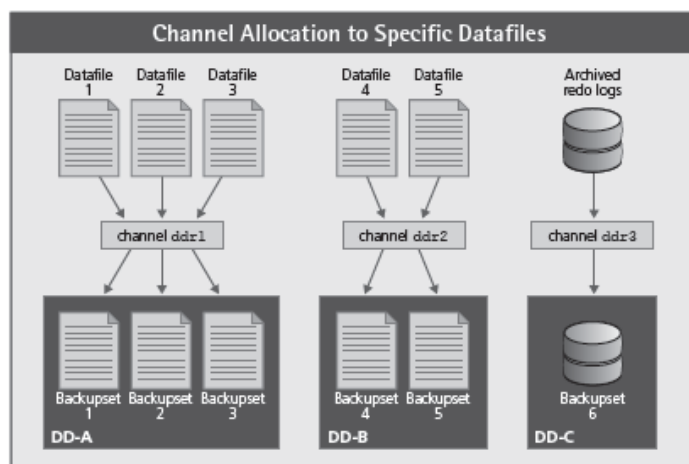 Channel Allocation to Specific Datafiles
Datafile 1
Datafile 2
Datafile 3
Datafile 4
Datafile 5
Archived redo logs
channel ddr1
channel ddr2
channel ddr3
Backupset 1
Backupset 2
Backupset 3
Backupset 4
Backupset 5
Backupset 6
DD-A
DD-B
DD-C